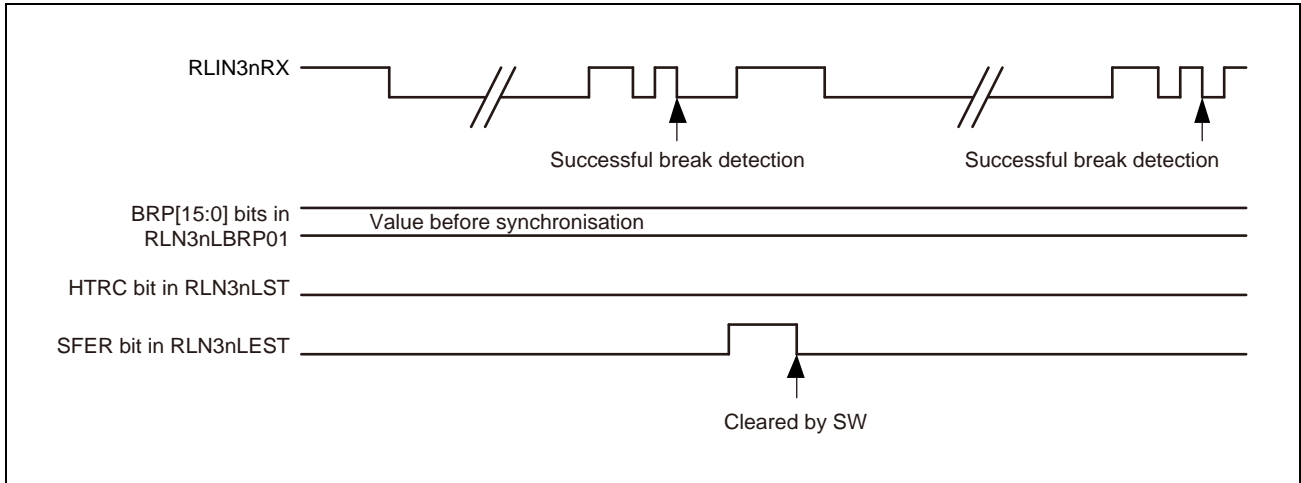 RLIN3nRX
Successful break detection
Successful break detection
BRP[15:0] bits in
RLN3nLBRP01
Value before synchronisation
HTRC bit in RLN3nLST
SFER bit in RLN3nLEST
Cleared by SW